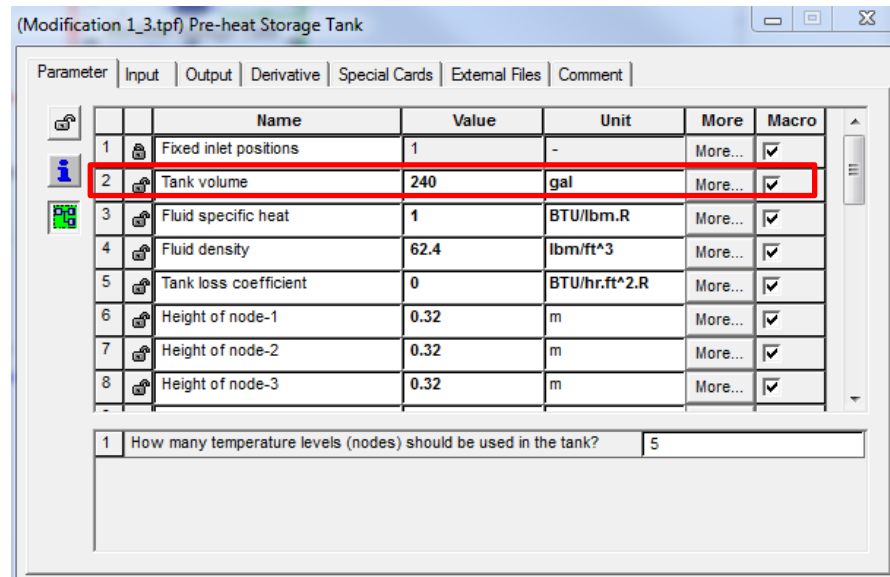 (Modification 1_3.tpf) Pre-heat Storage Tank
Parameter Input Output Derivative Special Cards External Files Comment
Name Value Unit More Macro
1 Fixed inlet positions 1 - More...
2 Tank volume 240 gal More...
3 Fluid specific heat 1 BTU/lbm.R More...
4 Fluid density 62.4 lbm/ft^3 More...
5 Tank loss coefficient 0 BTU/hr.ft^2.R More...
6 Height of node-1 0.32 m More...
7 Height of node-2 0.32 m More...
8 Height of node-3 0.32 m More...
1 How many temperature levels (nodes) should be used in the tank? 5